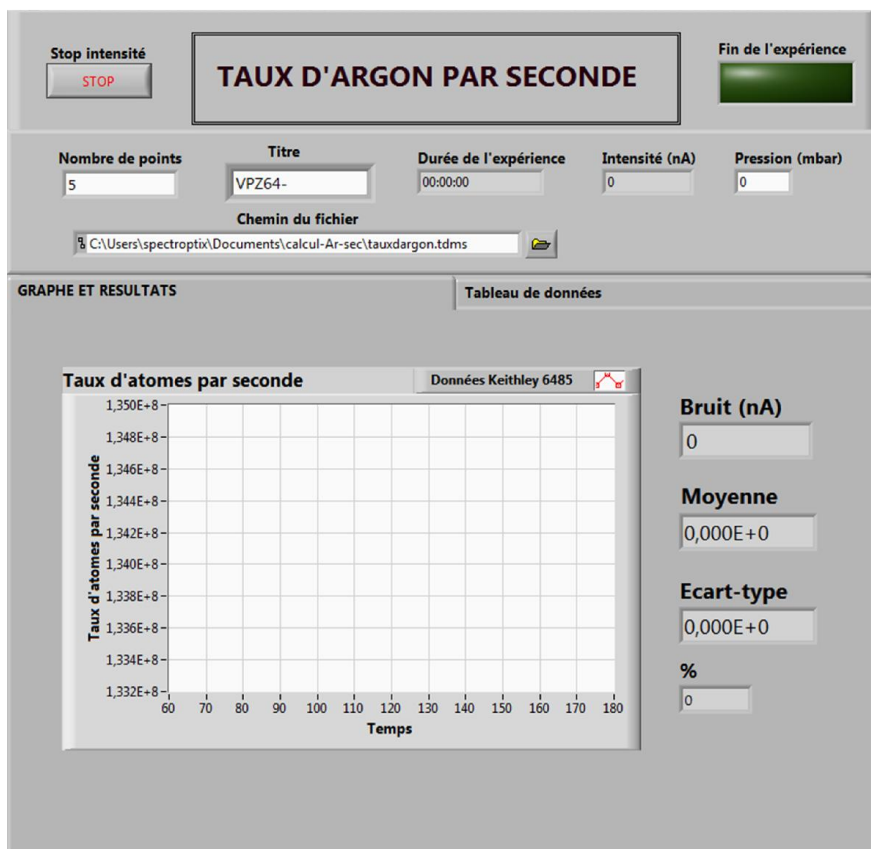 Stop intensité
STOP
TAUX D'ARGON PAR SECONDE
Fin de l'expérience
Nombre de points
5
Titre
VPZ64-
Durée de l'expérience
00:00:00
Intensité (nA)
0
Pression (mbar)
0
Chemin du fichier
C:\Users\spectroptix\Documents\calcul-Ar-sec\tauxdargon.tdms
GRAPHE ET RESULTATS
Tableau de données
Taux d'atomes par seconde
Données Keithley 6485
Taux d'atomes par seconde
1,350E+8
1,348E+8
1,346E+8
1,344E+8
1,342E+8
1,340E+8
1,338E+8
1,336E+8
1,334E+8
1,332E+8
60 70 80 90 100 110 120 130 140 150 160 170 180
Temps
Bruit (nA)
0
Moyenne
0,000E+0
Ecart-type
0,000E+0
%
0